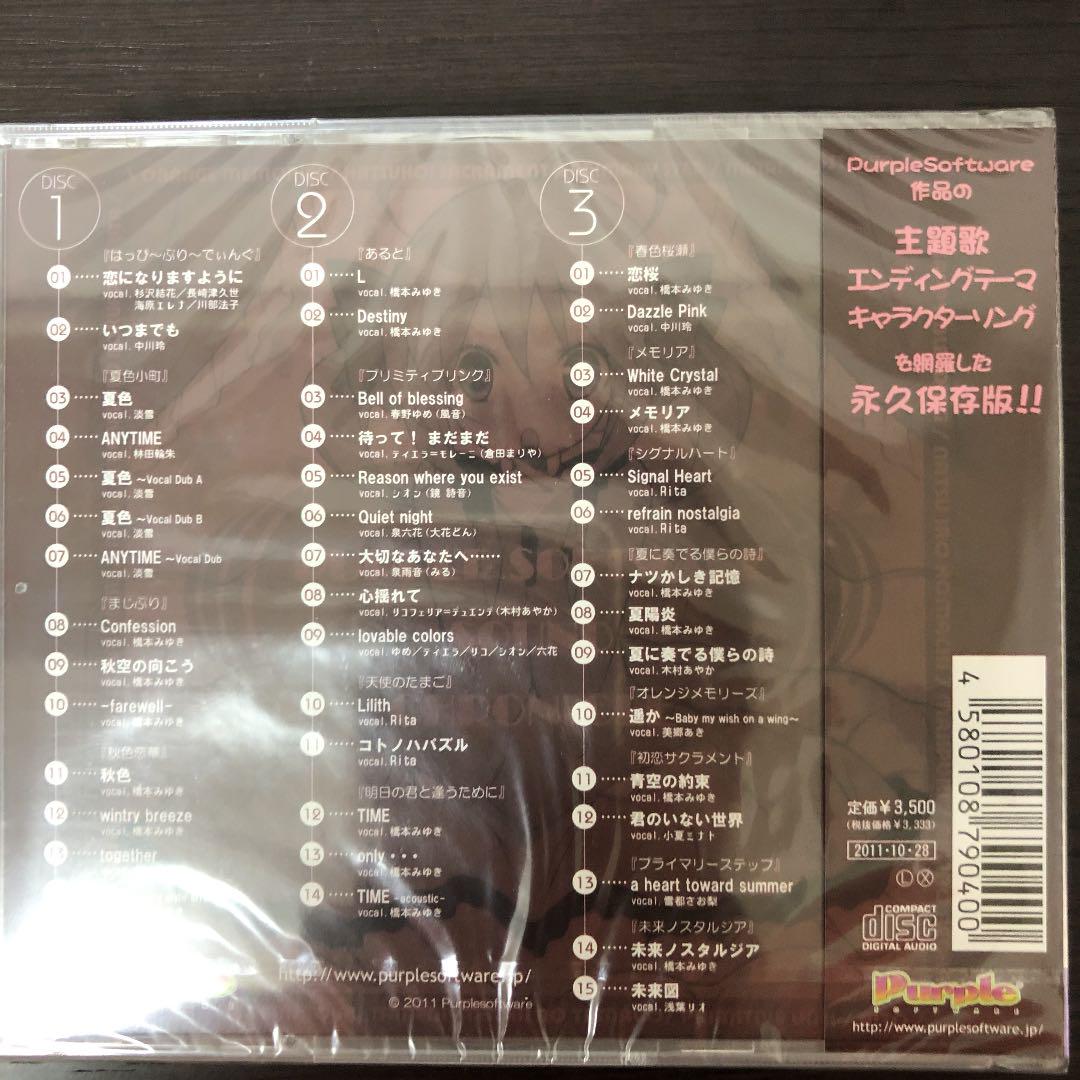 DISC
1
『はっぴ～ぷり～でぃんぐ』
01 ‥‥‥ 恋になりますように
vocal. 杉沢結花／長崎津久世
海原エレナ／川部法子
02 ‥‥‥ いつまでも
vocal. 中川玲
『夏色小町』
03 ‥‥‥ 夏色
vocal. 淡雪
04 ‥‥‥ ANYTIME
vocal. 林田輪朱
05 ‥‥‥ 夏色 ～Vocal Dub A
vocal. 淡雪
06 ‥‥‥ 夏色 ～Vocal Dub B
vocal. 淡雪
07 ‥‥‥ ANYTIME ～Vocal Dub
vocal. 淡雪
『まじぷり』
08 ‥‥‥ Confession
vocal. 橋本みゆき
09 ‥‥‥ 秋空の向こう
vocal. 橋本みゆき
10 ‥‥‥ -farewell-
vocal. 橋本みゆき
『秋色恋華』
11 ‥‥‥ 秋色
vocal. 橋本みゆき
12 ‥‥‥ wintry breeze
vocal. 橋本みゆき
13 ‥‥‥ together
vocal. 橋本みゆき
DISC
2
『あると』
01 ‥‥‥ L
vocal. 橋本みゆき
02 ‥‥‥ Destiny
vocal. 橋本みゆき
『プリミティブリンク』
03 ‥‥‥ Bell of blessing
vocal. 春野ゆめ（風音）
04 ‥‥‥ 待って！ まだまだ
vocal. ティエラ＝モレーニ（倉田まりや）
05 ‥‥‥ Reason where you exist
vocal. シオン（鏡 詩音）
06 ‥‥‥ Quiet night
vocal. 泉六花（大花どん）
07 ‥‥‥ 大切なあなたへ……
vocal. 泉雨音（みる）
08 ‥‥‥ 心揺れて
vocal. リコフェリア＝デュエンテ（木村あやか）
09 ‥‥‥ lovable colors
vocal. ゆめ／ティエラ／リコ／シオン／六花
『天使のたまご』
10 ‥‥‥ Lilith
vocal. Rita
11 ‥‥‥ コトノハパズル
vocal. Rita
『明日の君と逢うために』
12 ‥‥‥ TIME
vocal. 橋本みゆき
13 ‥‥‥ only・・・
vocal. 橋本みゆき
14 ‥‥‥ TIME -acoustic-
vocal. 橋本みゆき
http://www.purplesoftware.jp/
© 2011 Purplesoftware
DISC
3
『春色桜瀬』
01 ‥‥‥ 恋桜
vocal. 橋本みゆき
02 ‥‥‥ Dazzle Pink
vocal. 中川玲
『メモリア』
03 ‥‥‥ White Crystal
vocal. 橋本みゆき
04 ‥‥‥ メモリア
vocal. 橋本みゆき
『シグナルハート』
05 ‥‥‥ Signal Heart
vocal. Rita
06 ‥‥‥ refrain nostalgia
vocal. Rita
『夏に奏でる僕らの詩』
07 ‥‥‥ ナツかしき記憶
vocal. 橋本みゆき
08 ‥‥‥ 夏陽炎
vocal. 橋本みゆき
09 ‥‥‥ 夏に奏でる僕らの詩
vocal. 木村あやか
『オレンジメモリーズ』
10 ‥‥‥ 遥か ～Baby my wish on a wing～
vocal. 美郷あき
『初恋サクラメント』
11 ‥‥‥ 青空の約束
vocal. 橋本みゆき
12 ‥‥‥ 君のいない世界
vocal. 小夏ミナト
『プライマリーステップ』
13 ‥‥‥ a heart toward summer
vocal. 雪都さお梨
『未来ノスタルジア』
14 ‥‥‥ 未来ノスタルジア
vocal. 橋本みゆき
15 ‥‥‥ 未来図
vocal. 浅葉リオ
PurpleSoftware
作品の
主題歌
エンディングテーマ
キャラクターソング
を網羅した
永久保存版!!
4 580108 790400
定価￥3,500
(税抜価格￥3,333)
2011・10・28
Ⓛ Ⓧ
COMPACT
disc
DIGITAL AUDIO
Purple
SOFTWARE
http://www.purplesoftware.jp/